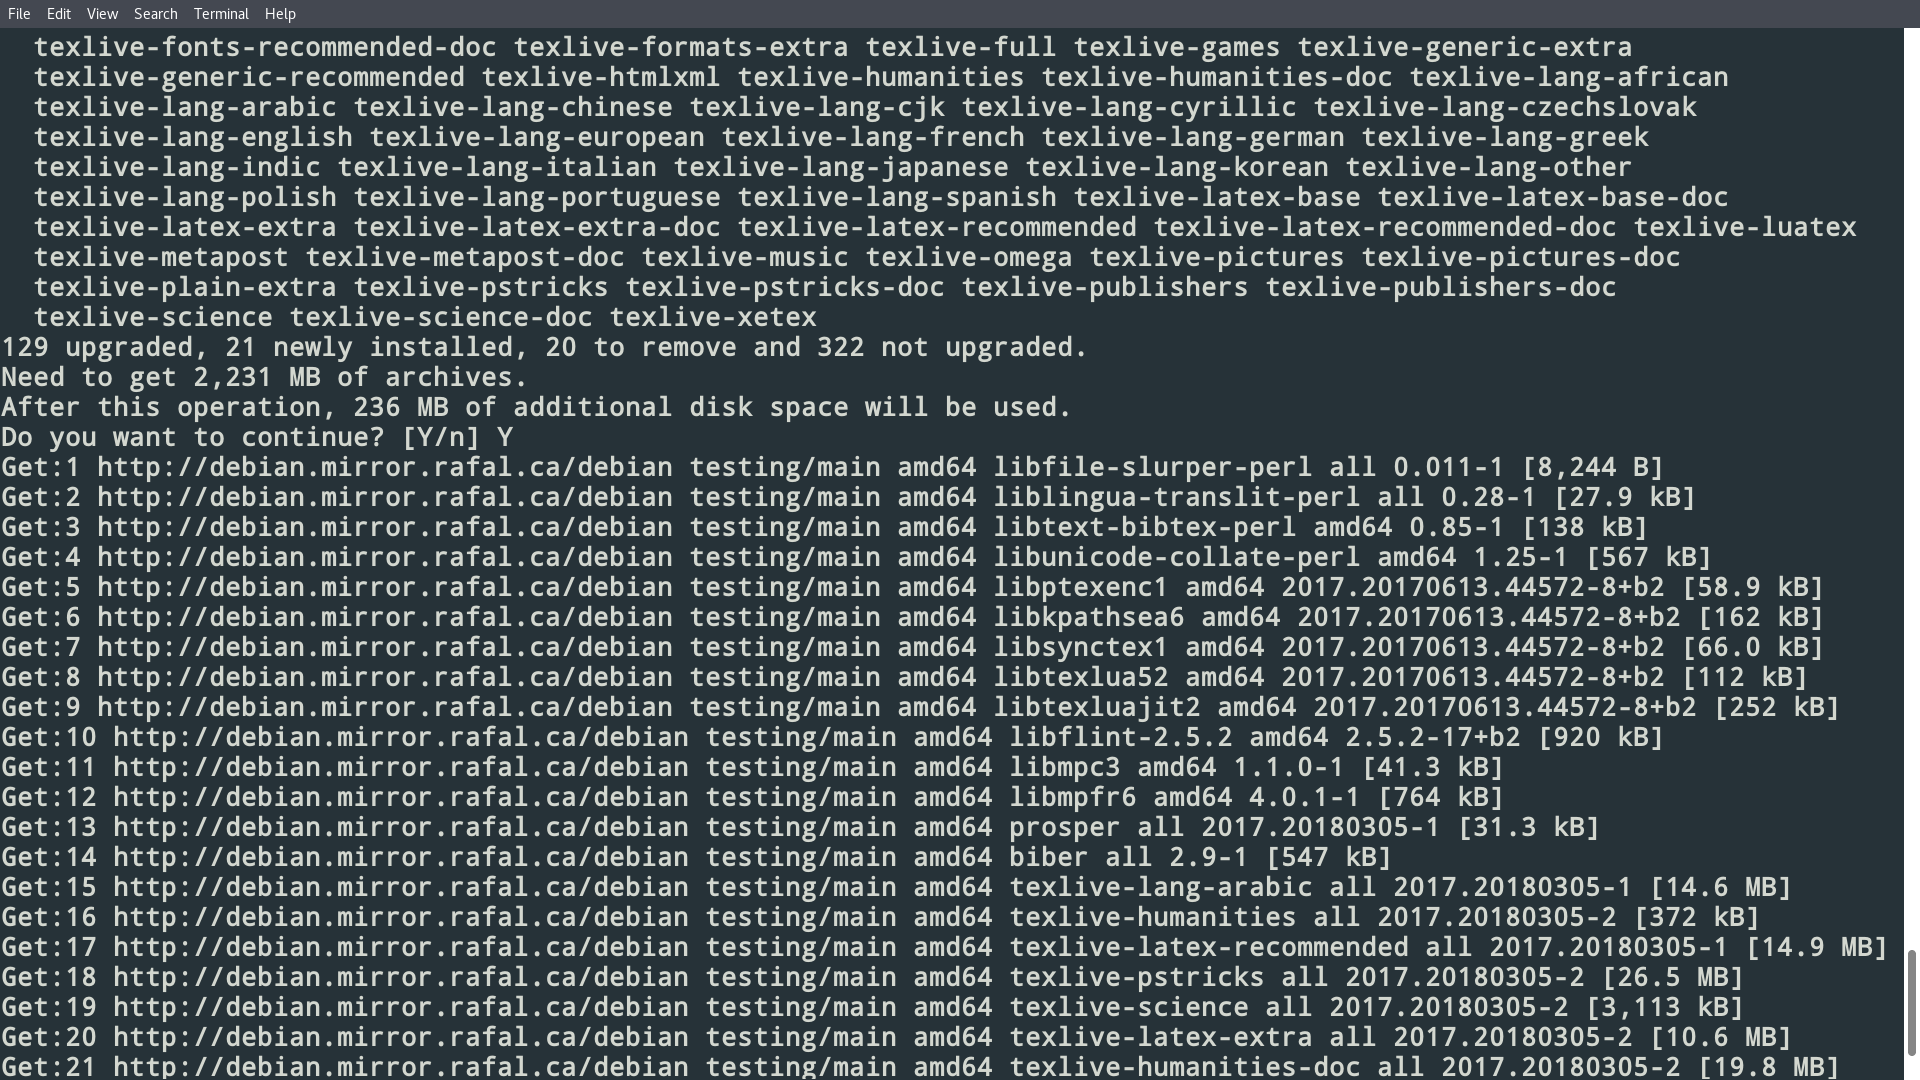 File Edit View Search Terminal Help
texlive-fonts-recommended-doc texlive-formats-extra texlive-full texlive-games texlive-generic-extra
texlive-generic-recommended texlive-htmlxml texlive-humanities texlive-humanities-doc texlive-lang-african
texlive-lang-arabic texlive-lang-chinese texlive-lang-cjk texlive-lang-cyrillic texlive-lang-czechslovak
texlive-lang-english texlive-lang-european texlive-lang-french texlive-lang-german texlive-lang-greek
texlive-lang-indic texlive-lang-italian texlive-lang-japanese texlive-lang-korean texlive-lang-other
texlive-lang-polish texlive-lang-portuguese texlive-lang-spanish texlive-latex-base texlive-latex-base-doc
texlive-latex-extra texlive-latex-extra-doc texlive-latex-recommended texlive-latex-recommended-doc texlive-luatex
texlive-metapost texlive-metapost-doc texlive-music texlive-omega texlive-pictures texlive-pictures-doc
texlive-plain-extra texlive-pstricks texlive-pstricks-doc texlive-publishers texlive-publishers-doc
texlive-science texlive-science-doc texlive-xetex
129 upgraded, 21 newly installed, 20 to remove and 322 not upgraded.
Need to get 2,231 MB of archives.
After this operation, 236 MB of additional disk space will be used.
Do you want to continue? [Y/n] Y
Get:1 http://debian.mirror.rafal.ca/debian testing/main amd64 libfile-slurper-perl all 0.011-1 [8,244 B]
Get:2 http://debian.mirror.rafal.ca/debian testing/main amd64 liblingua-translit-perl all 0.28-1 [27.9 kB]
Get:3 http://debian.mirror.rafal.ca/debian testing/main amd64 libtext-bibtex-perl amd64 0.85-1 [138 kB]
Get:4 http://debian.mirror.rafal.ca/debian testing/main amd64 libunicode-collate-perl amd64 1.25-1 [567 kB]
Get:5 http://debian.mirror.rafal.ca/debian testing/main amd64 libptexenc1 amd64 2017.20170613.44572-8+b2 [58.9 kB]
Get:6 http://debian.mirror.rafal.ca/debian testing/main amd64 libkpathsea6 amd64 2017.20170613.44572-8+b2 [162 kB]
Get:7 http://debian.mirror.rafal.ca/debian testing/main amd64 libsynctex1 amd64 2017.20170613.44572-8+b2 [66.0 kB]
Get:8 http://debian.mirror.rafal.ca/debian testing/main amd64 libtexlua52 amd64 2017.20170613.44572-8+b2 [112 kB]
Get:9 http://debian.mirror.rafal.ca/debian testing/main amd64 libtexluajit2 amd64 2017.20170613.44572-8+b2 [252 kB]
Get:10 http://debian.mirror.rafal.ca/debian testing/main amd64 libflint-2.5.2 amd64 2.5.2-17+b2 [920 kB]
Get:11 http://debian.mirror.rafal.ca/debian testing/main amd64 libmpc3 amd64 1.1.0-1 [41.3 kB]
Get:12 http://debian.mirror.rafal.ca/debian testing/main amd64 libmpfr6 amd64 4.0.1-1 [764 kB]
Get:13 http://debian.mirror.rafal.ca/debian testing/main amd64 prosper all 2017.20180305-1 [31.3 kB]
Get:14 http://debian.mirror.rafal.ca/debian testing/main amd64 biber all 2.9-1 [547 kB]
Get:15 http://debian.mirror.rafal.ca/debian testing/main amd64 texlive-lang-arabic all 2017.20180305-1 [14.6 MB]
Get:16 http://debian.mirror.rafal.ca/debian testing/main amd64 texlive-humanities all 2017.20180305-2 [372 kB]
Get:17 http://debian.mirror.rafal.ca/debian testing/main amd64 texlive-latex-recommended all 2017.20180305-1 [14.9 MB]
Get:18 http://debian.mirror.rafal.ca/debian testing/main amd64 texlive-pstricks all 2017.20180305-2 [26.5 MB]
Get:19 http://debian.mirror.rafal.ca/debian testing/main amd64 texlive-science all 2017.20180305-2 [3,113 kB]
Get:20 http://debian.mirror.rafal.ca/debian testing/main amd64 texlive-latex-extra all 2017.20180305-2 [10.6 MB]
Get:21 http://debian.mirror.rafal.ca/debian testing/main amd64 texlive-humanities-doc all 2017.20180305-2 [19.8 MB]